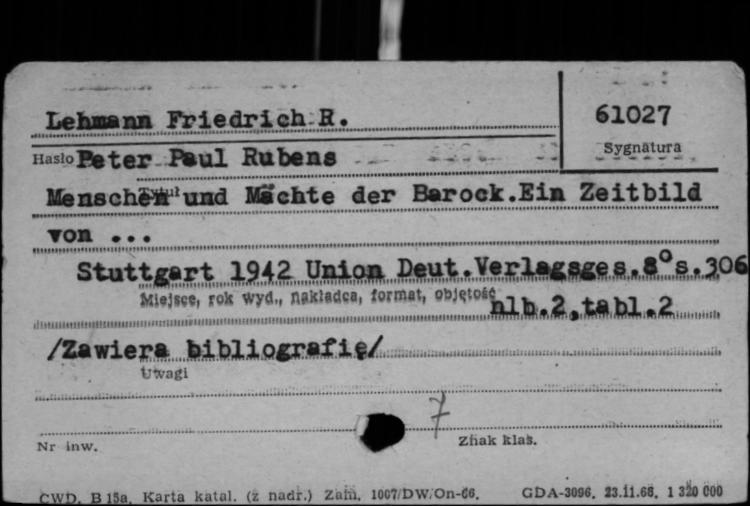 Lehmann Friedrich R.
61027
Sygnatura
Hasło Peter Paul Rubens
Tytuł
Menschen und Mächte der Barock. Ein Zeitbild
von ...
Stuttgart 1942 Union Deut. Verlagsges. 8° s. 306
Miejsce, rok wyd., nakładca, format, objętość
nlb. 2, tabl. 2
/Zawiera bibliografię/
Uwagi
7
Nr inw.
Znak klas.
CWD. B 15a, Karta katal. (z nadr.) Zam. 1007/DW/On-66. GDA-3096. 23.11.66. 1 320 000